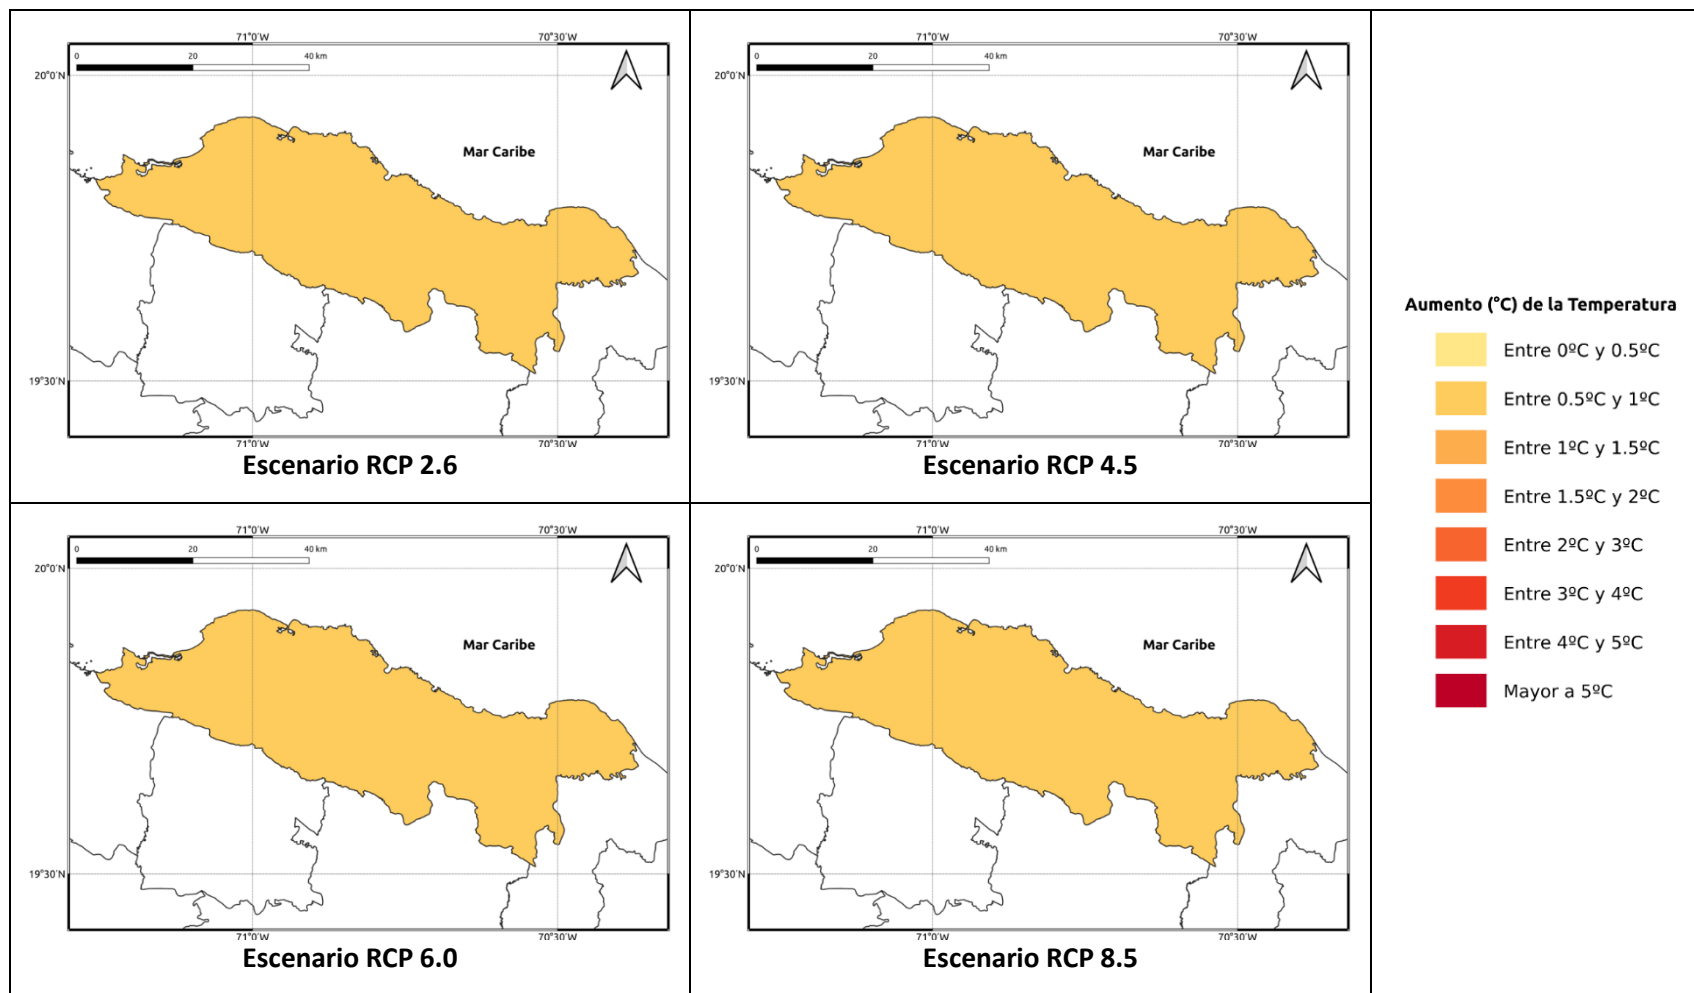 71°0'W 70°30'W
0 20 40 km
20°0'N
Mar Caribe
19°30'N
71°0'W 70°30'W
Escenario RCP 2.6
71°0'W 70°30'W
0 20 40 km
20°0'N
Mar Caribe
19°30'N
71°0'W 70°30'W
Escenario RCP 4.5
71°0'W 70°30'W
0 20 40 km
20°0'N
Mar Caribe
19°30'N
71°0'W 70°30'W
Escenario RCP 6.0
71°0'W 70°30'W
0 20 40 km
20°0'N
Mar Caribe
19°30'N
71°0'W 70°30'W
Escenario RCP 8.5
Aumento (°C) de la Temperatura
Entre 0ºC y 0.5ºC
Entre 0.5ºC y 1ºC
Entre 1ºC y 1.5ºC
Entre 1.5ºC y 2ºC
Entre 2ºC y 3ºC
Entre 3ºC y 4ºC
Entre 4ºC y 5ºC
Mayor a 5ºC